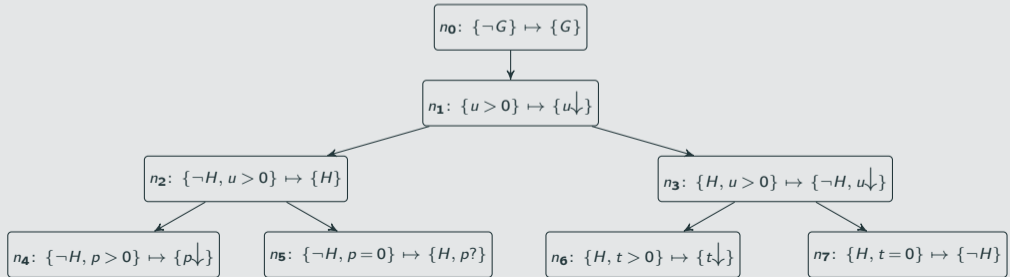 n₀: {¬G} ↦ {G}
n₁: {u > 0} ↦ {u↓}
n₂: {¬H, u > 0} ↦ {H}
n₃: {H, u > 0} ↦ {¬H, u↓}
n₄: {¬H, p > 0} ↦ {p↓}
n₅: {¬H, p = 0} ↦ {H, p?}
n₆: {H, t > 0} ↦ {t↓}
n₇: {H, t = 0} ↦ {¬H}